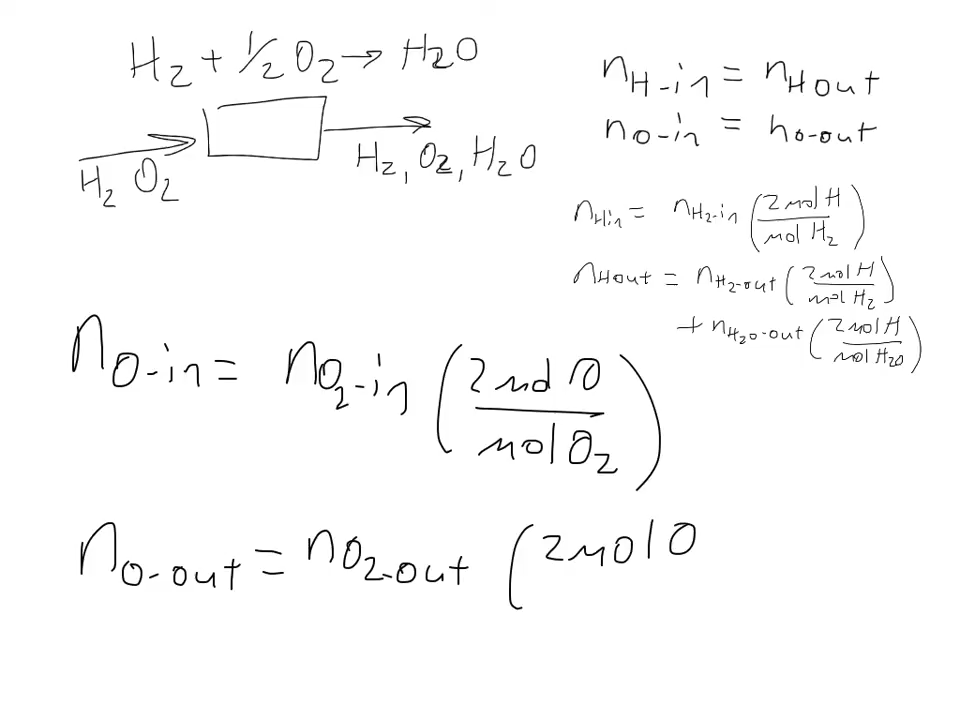 H2 + 1/2 O2 → H2O
H2 O2
H2, O2, H2O
nH-in = nHout
nO-in = nO-out
nHin = nH2-in (2 mol H / mol H2)
nHout = nH2-out (2 mol H / mol H2)
+ nH2O-out (2 mol H / mol H2O)
nO-in = nO2-in (2 mol O / mol O2)
nO-out = nO2-out (2 mol O